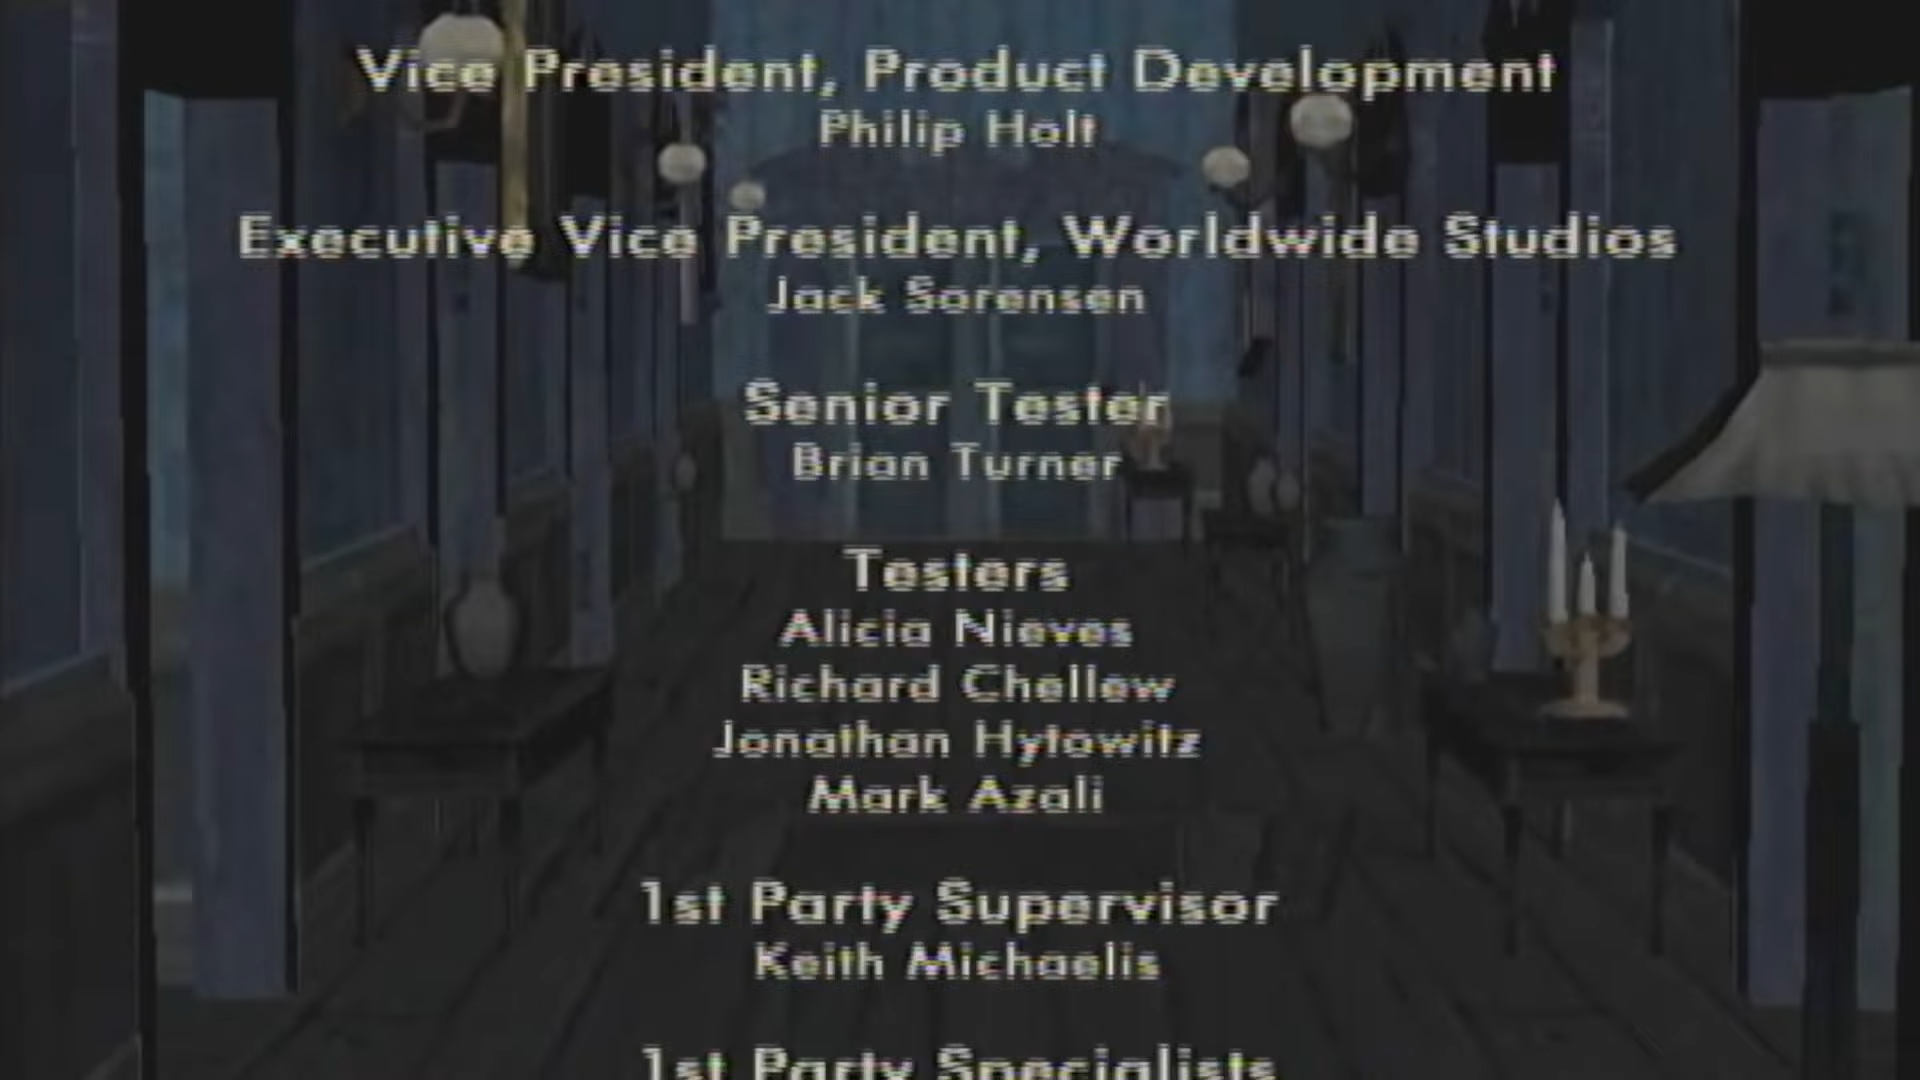 Vice President, Product Development
Philip Holt
Executive Vice President, Worldwide Studios
Jack Sorensen
Senior Tester
Brian Turner
Testers
Alicia Nieves
Richard Chellew
Jonathan Hytowitz
Mark Azali
1st Party Supervisor
Keith Michaelis
1st Party Specialists